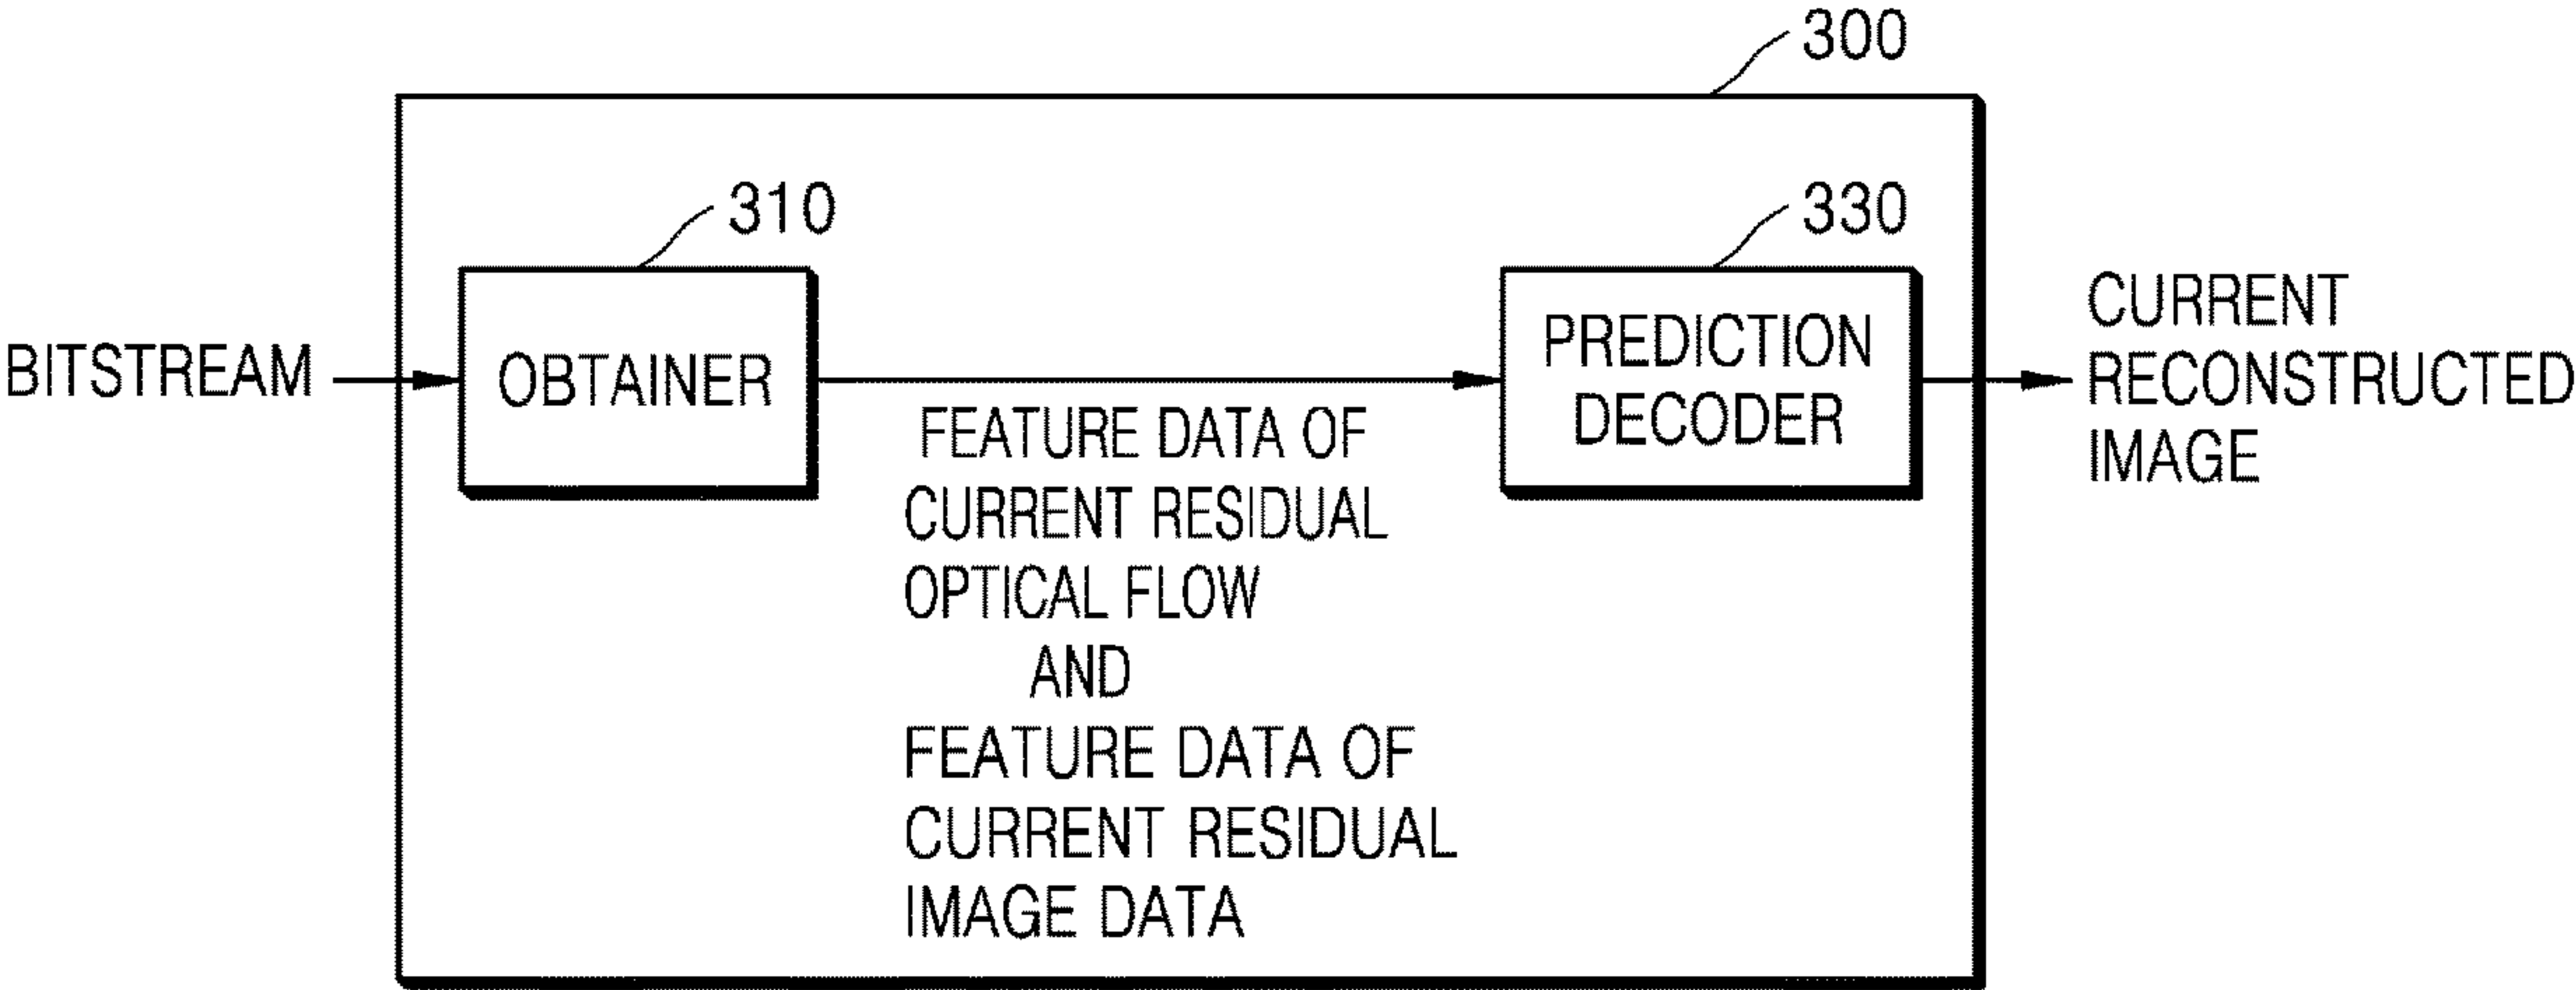 300
310
330
BITSTREAM
OBTAINER
FEATURE DATA OF
CURRENT RESIDUAL
OPTICAL FLOW
AND
FEATURE DATA OF
CURRENT RESIDUAL
IMAGE DATA
PREDICTION
DECODER
CURRENT
RECONSTRUCTED
IMAGE